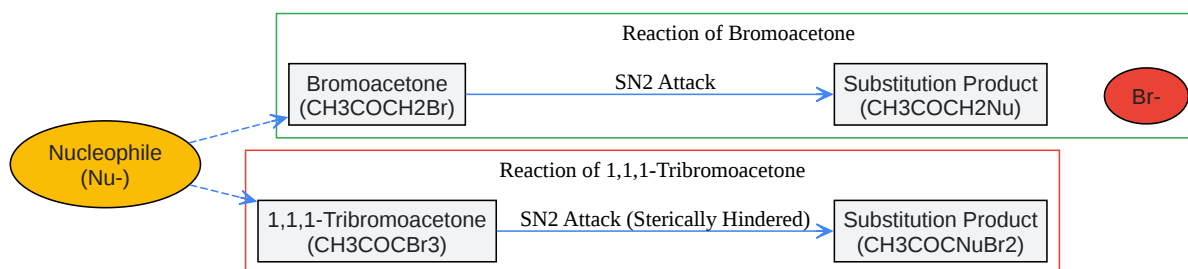 Reaction of Bromoacetone
Bromoacetone
(CH3COCH2Br)
SN2 Attack
Substitution Product
(CH3COCH2Nu)
Br-
Nucleophile
(Nu-)
Reaction of 1,1,1-Tribromoacetone
1,1,1-Tribromoacetone
(CH3COCBr3)
SN2 Attack (Sterically Hindered)
Substitution Product
(CH3COCNuBr2)